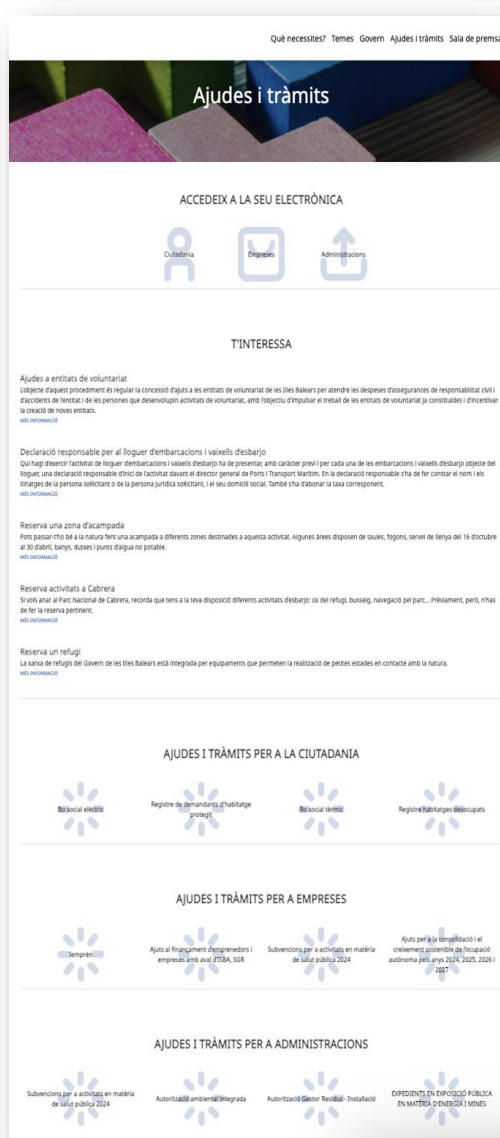 Què necessites? Temes Govern Ajudes i tràmits Sala de premsa
Ajudes i tràmits
ACCEDEIX A LA SEU ELECTRÒNICA
Ciutadania Empreses Administracions
T'INTERESSA
Ajudes a entitats de voluntariat
L'objecte d'aquest procediment és regular la concessió d'ajuts a les entitats de voluntariat de les Illes Balears per atendre les despeses d'assegurances de responsabilitat civil i
d'accidents de l'entitat i de les persones que desenvolupin activitats de voluntariat, amb l'objectiu d'impulsar el treball de les entitats de voluntariat ja constituïdes i d'incentivar
la creació de noves entitats.
MÉS INFORMACIÓ
Declaració responsable per al lloguer d'embarcacions i vaixells d'esbarjo
Qui hagi d'exercir l'activitat de lloguer d'embarcacions i vaixells d'esbarjo ha de presentar, amb caràcter previ i per cada una de les embarcacions i vaixells d'esbarjo objecte del
lloguer, una declaració responsable d'inici de l'activitat davant el director general de Ports i Transport Marítim. En la declaració responsable s'ha de fer constar el nom i els
llinatges de la persona sol·licitant o de la persona jurídica sol·licitant, i el seu domicili social. També s'ha d'abonar la taxa corresponent.
MÉS INFORMACIÓ
Reserva una zona d'acampada
Pots passar-t'ho bé a la natura fent una acampada a diferents zones destinades a aquesta activitat. Algunes àrees disposen de taules, fogons, servei de llenya del 16 d'octubre
al 30 d'abril, banys, dutxes i punts d'aigua no potable.
MÉS INFORMACIÓ
Reserva activitats a Cabrera
Si vols anar al Parc Nacional de Cabrera, recorda que tens a la teva disposició diferents activitats d'esbarjo: ús del refugi, busseig, navegació pel parc... Prèviament, però, n'has
de fer la reserva pertinent.
MÉS INFORMACIÓ
Reserva un refugi
La xarxa de refugis del Govern de les Illes Balears està integrada per equipaments que permeten la realització de petites estades en contacte amb la natura.
MÉS INFORMACIÓ
AJUDES I TRÀMITS PER A LA CIUTADANIA
Bo social elèctric
Registre de demandants d'habitatge
protegit
Bo social tèrmic
Registre habitatges desocupats
AJUDES I TRÀMITS PER A EMPRESES
Iemprèn
Ajuts al finançament d'emprenedors i
empreses amb aval d'ISBA, SGR
Subvencions per a activitats en matèria
de salut pública 2024
Ajuts per a la consolidació i el
creixement sostenible de l'ocupació
autònoma pels anys 2024, 2025, 2026 i
2027
AJUDES I TRÀMITS PER A ADMINISTRACIONS
Subvencions per a activitats en matèria
de salut pública 2024
Autorització ambiental integrada
Autorització Gestor Residus - Instal·lació
EXPEDIENTS EN EXPOSICIÓ PÚBLICA
EN MATÈRIA D'ENERGIA I MINES